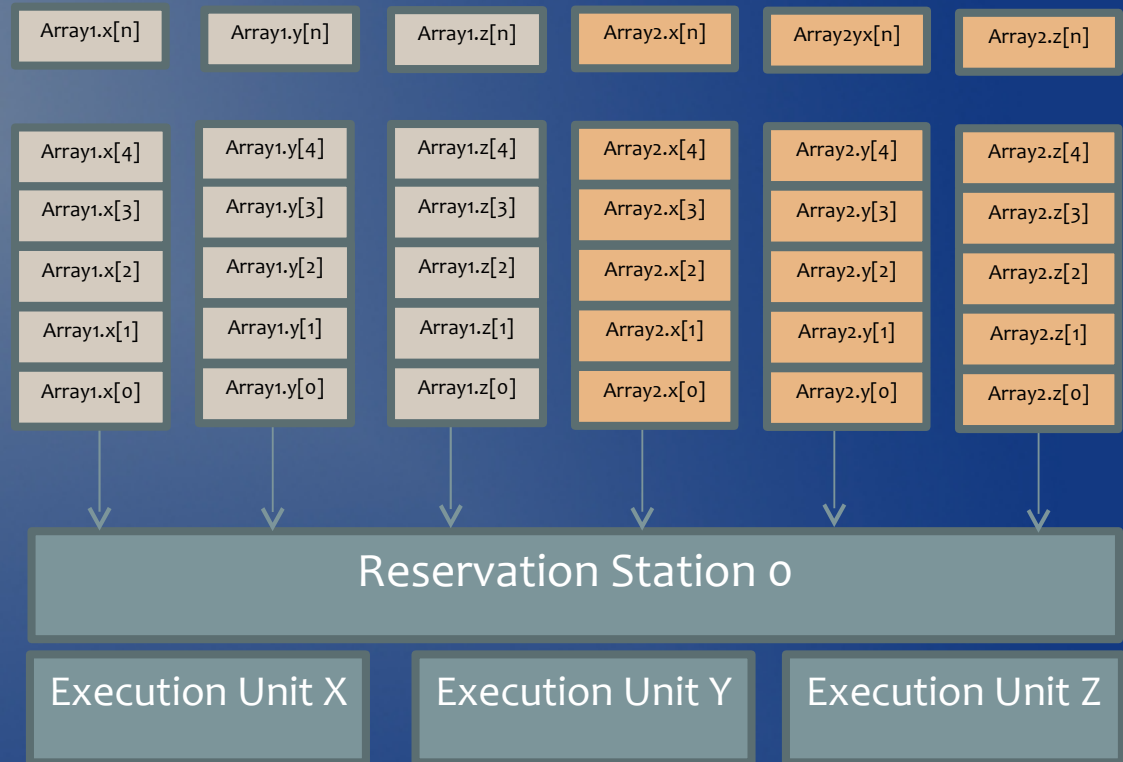 Array1.x[n] Array1.y[n] Array1.z[n] Array2.x[n] Array2yx[n] Array2.z[n]
Array1.x[4] Array1.y[4] Array1.z[4] Array2.x[4] Array2.y[4] Array2.z[4]
Array1.x[3] Array1.y[3] Array1.z[3] Array2.x[3] Array2.y[3] Array2.z[3]
Array1.x[2] Array1.y[2] Array1.z[2] Array2.x[2] Array2.y[2] Array2.z[2]
Array1.x[1] Array1.y[1] Array1.z[1] Array2.x[1] Array2.y[1] Array2.z[1]
Array1.x[0] Array1.y[0] Array1.z[0] Array2.x[0] Array2.y[0] Array2.z[0]
Reservation Station 0
Execution Unit X Execution Unit Y Execution Unit Z